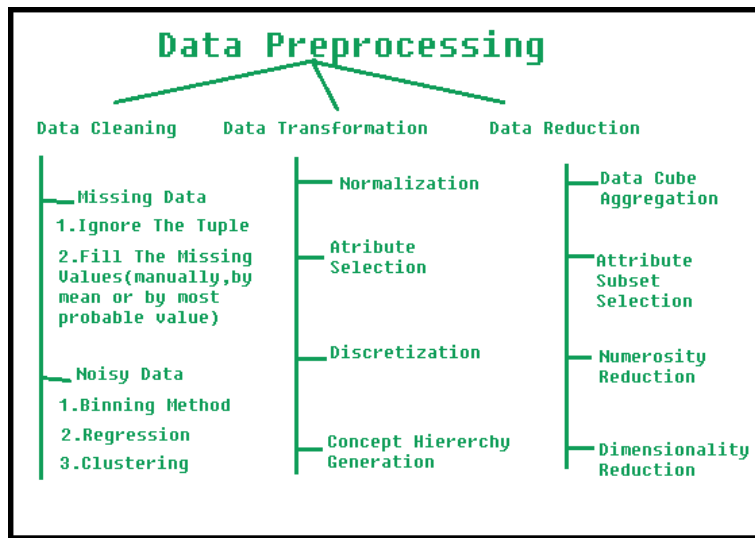 Data Preprocessing
Data Cleaning
Missing Data
1.Ignore The Tuple
2.Fill The Missing
Values(manually,by
mean or by most
probable value)
Noisy Data
1.Binning Method
2.Regression
3.Clustering
Data Transformation
Normalization
Atribute
Selection
Discretization
Concept Hiererchy
Generation
Data Reduction
Data Cube
Aggregation
Attribute
Subset
Selection
Numerosity
Reduction
Dimensionality
Reduction